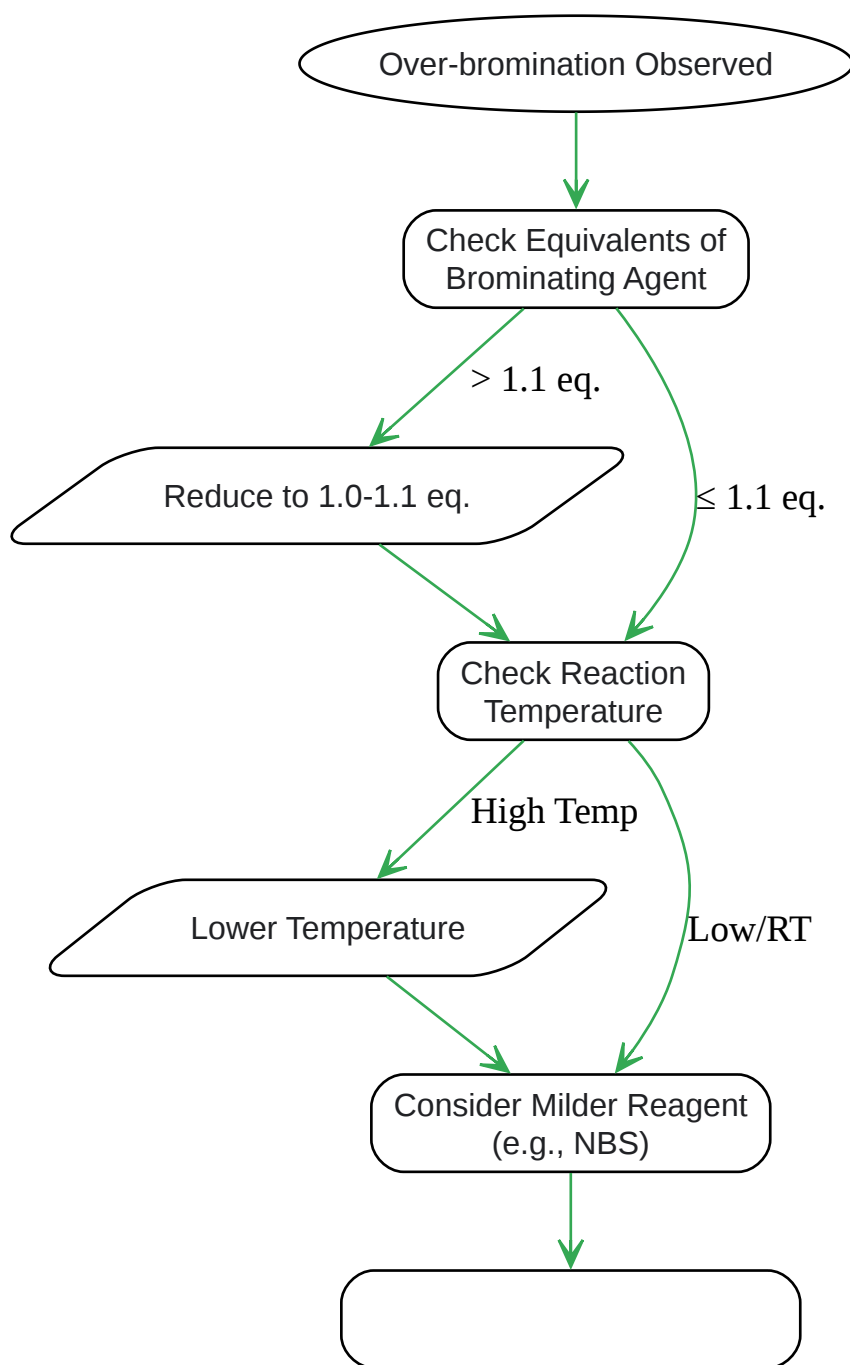 Over-bromination Observed
Check Equivalents of
Brominating Agent
> 1.1 eq.
Reduce to 1.0-1.1 eq.
≤ 1.1 eq.
Check Reaction
Temperature
High Temp
Lower Temperature
Low/RT
Consider Milder Reagent
(e.g., NBS)